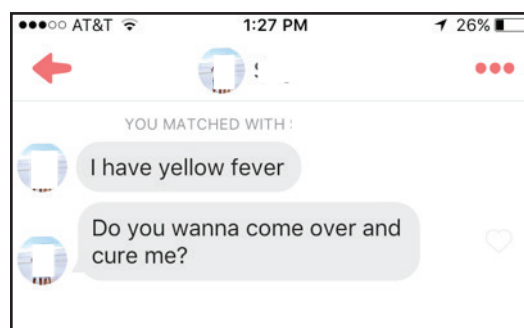 AT&T 1:27 PM 26%
YOU MATCHED WITH
I have yellow fever
Do you wanna come over and
cure me?